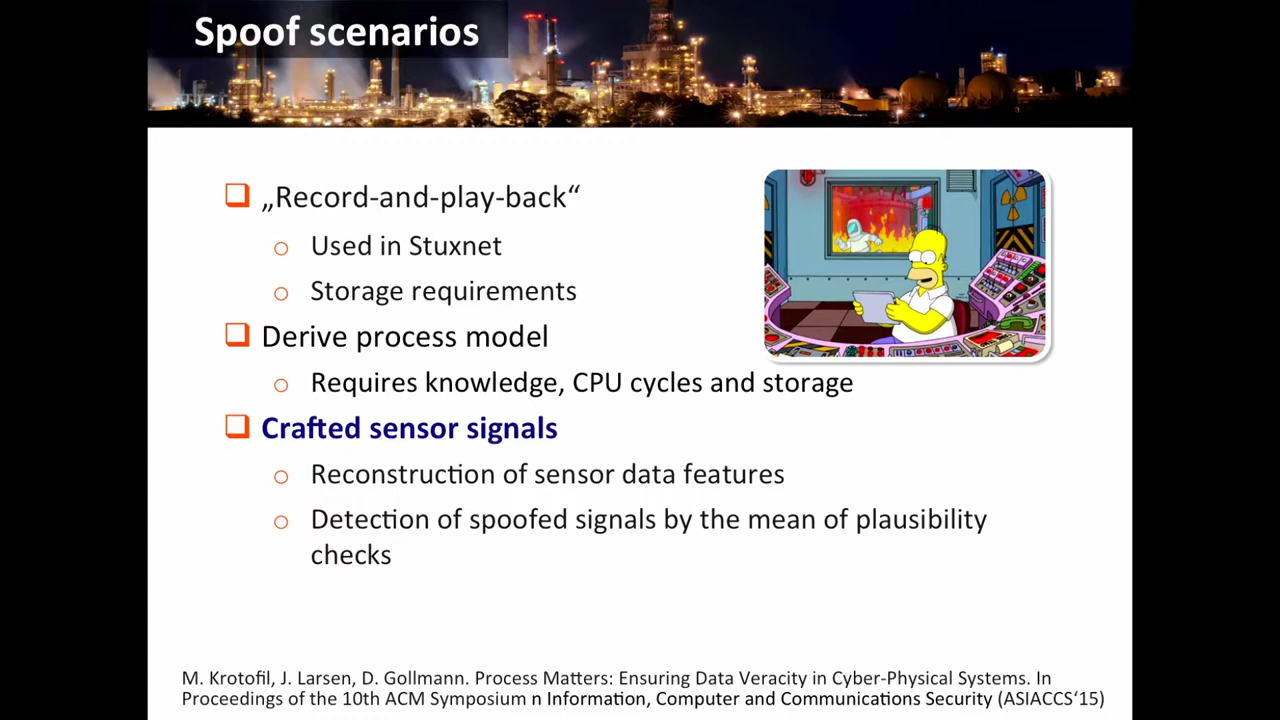 Spoof scenarios
„Record-and-play-back“
Used in Stuxnet
Storage requirements
Derive process model
Requires knowledge, CPU cycles and storage
Crafted sensor signals
Reconstruction of sensor data features
Detection of spoofed signals by the mean of plausibility
checks
M. Krotofil, J. Larsen, D. Gollmann. Process Matters: Ensuring Data Veracity in Cyber-Physical Systems. In
Proceedings of the 10th ACM Symposium n Information, Computer and Communications Security (ASIACCS‘15)